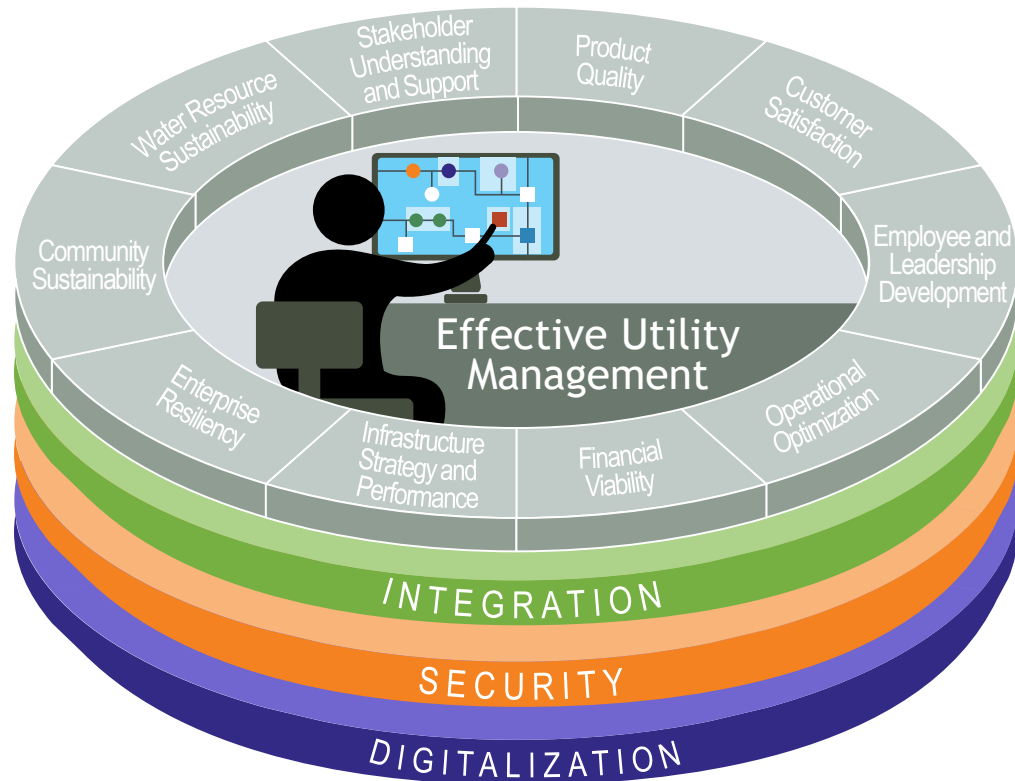 Stakeholder
Understanding
and Support
Product
Quality
Customer
Satisfaction
Employee and
Leadership
Development
Operational
Optimization
Financial
Viability
Infrastructure
Strategy and
Performance
Enterprise
Resiliency
Community
Sustainability
Water Resource
Sustainability
Effective Utility
Management
INTEGRATION
SECURITY
DIGITALIZATION